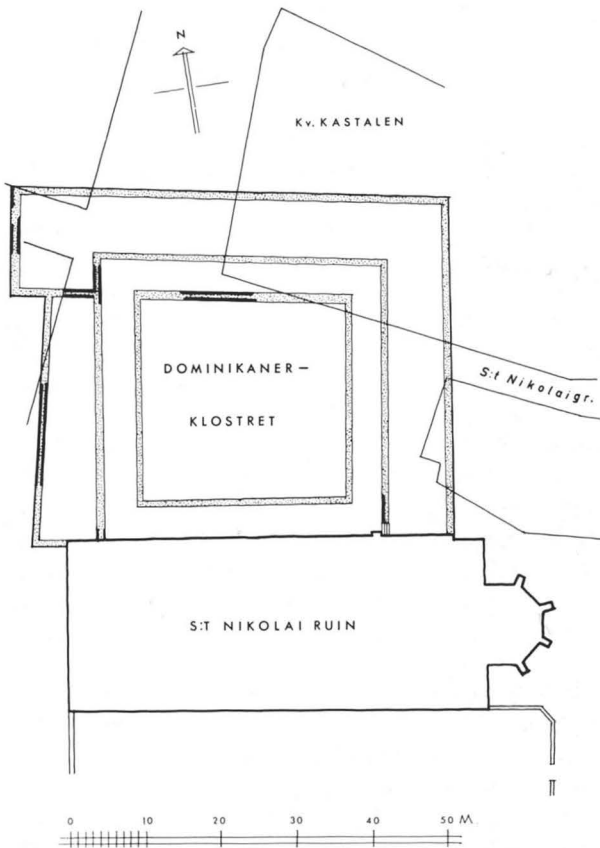 N
Kv. KASTALEN
DOMINIKANER—
KLOSTRET
S:t Nikolaigr.
S:T NIKOLAI RUIN
0 10 20 30 40 50 M.